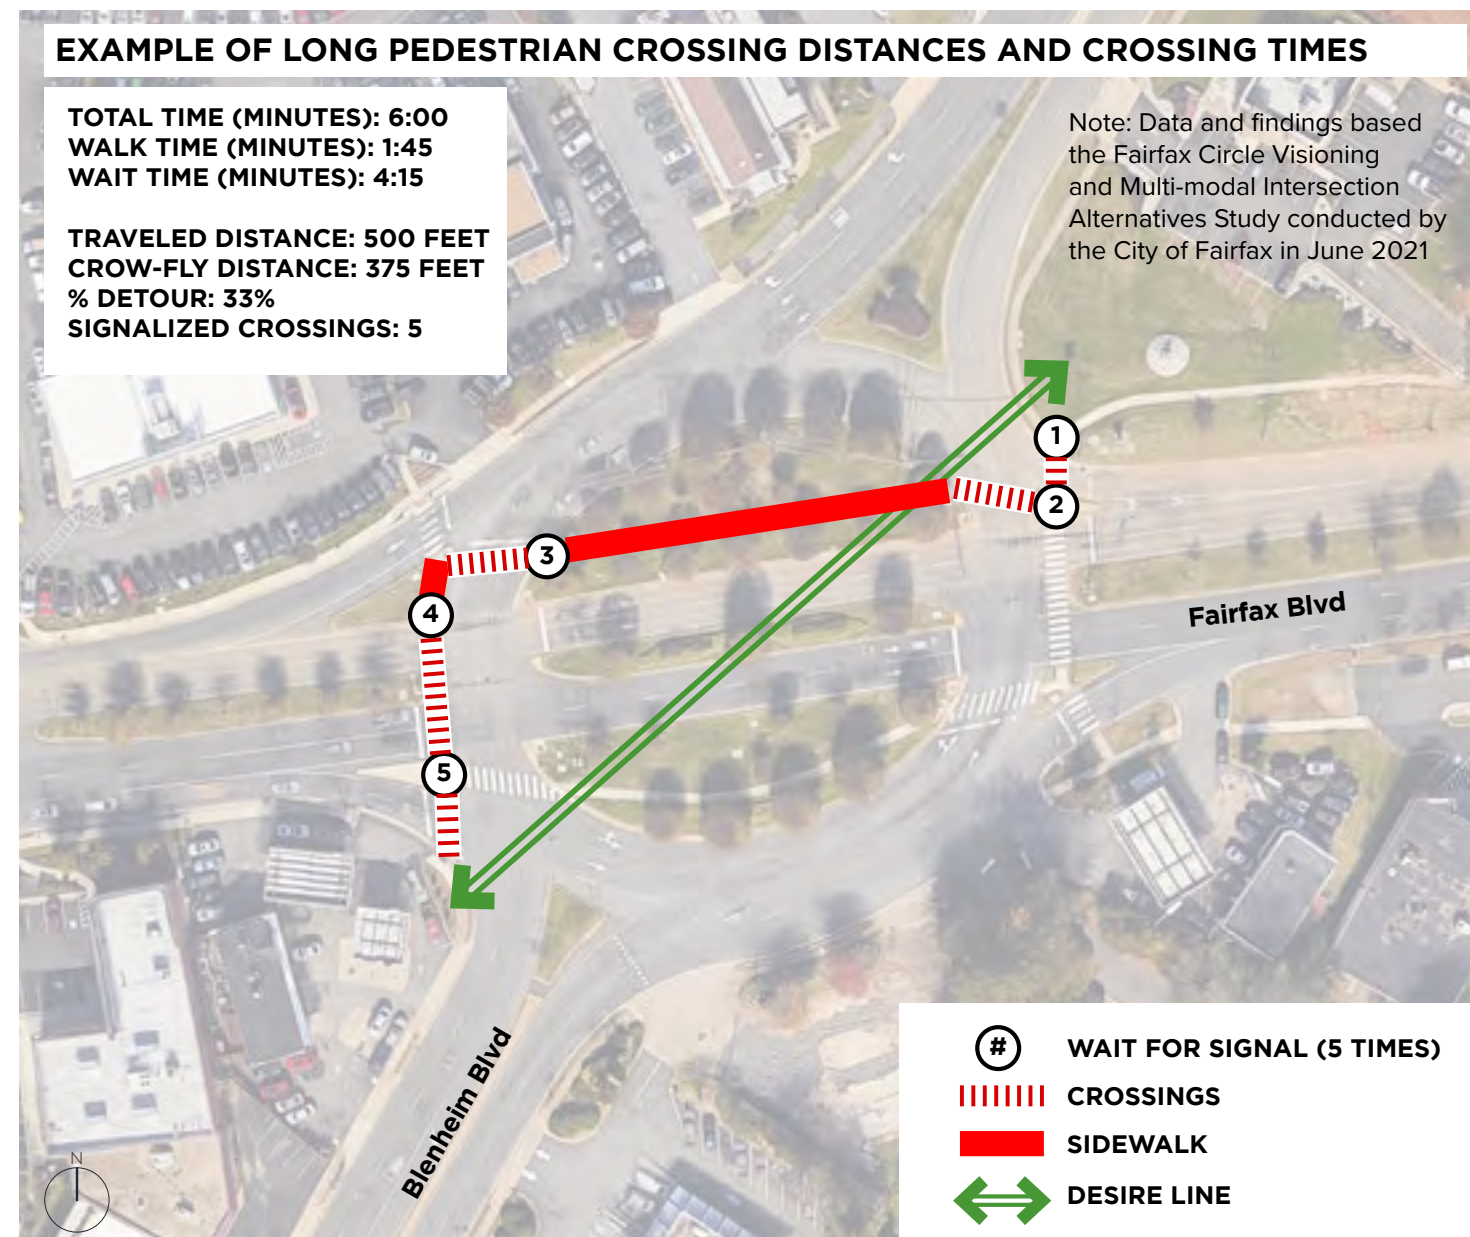 EXAMPLE OF LONG PEDESTRIAN CROSSING DISTANCES AND CROSSING TIMES
TOTAL TIME (MINUTES): 6:00
WALK TIME (MINUTES): 1:45
WAIT TIME (MINUTES): 4:15
TRAVELED DISTANCE: 500 FEET
CROW-FLY DISTANCE: 375 FEET
% DETOUR: 33%
SIGNALIZED CROSSINGS: 5
Note: Data and findings based
the Fairfax Circle Visioning
and Multi-modal Intersection
Alternatives Study conducted by
the City of Fairfax in June 2021
1
2
3
4
5
Fairfax Blvd
Blenheim Blvd
N
# WAIT FOR SIGNAL (5 TIMES)
CROSSINGS
SIDEWALK
DESIRE LINE